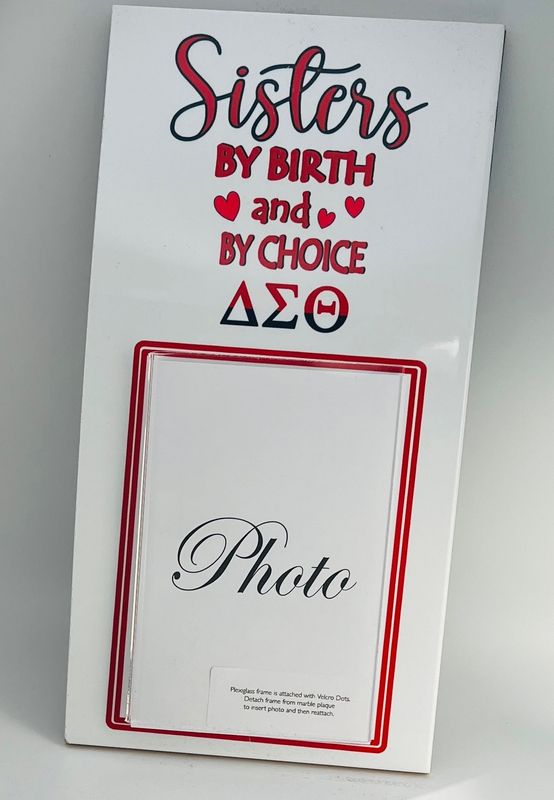 Sisters
BY BIRTH
and
BY CHOICE
ΔΣΘ
Photo
Plexiglass frame is attached with Velcro Dots.
Detach frame from marble plaque
to insert photo and then reattach.